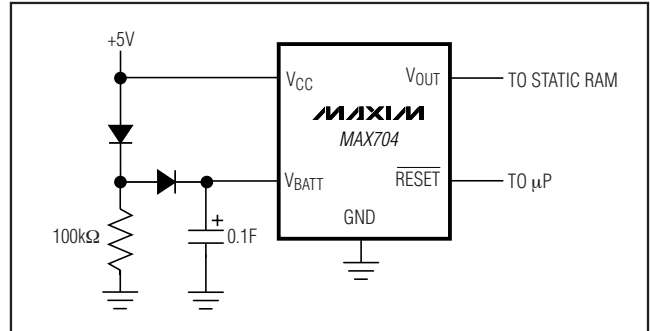 +5V
VCC
VOUT
TO STATIC RAM
MAXIM
MAX704
VBATT
RESET
TO μP
GND
100kΩ
+
0.1F